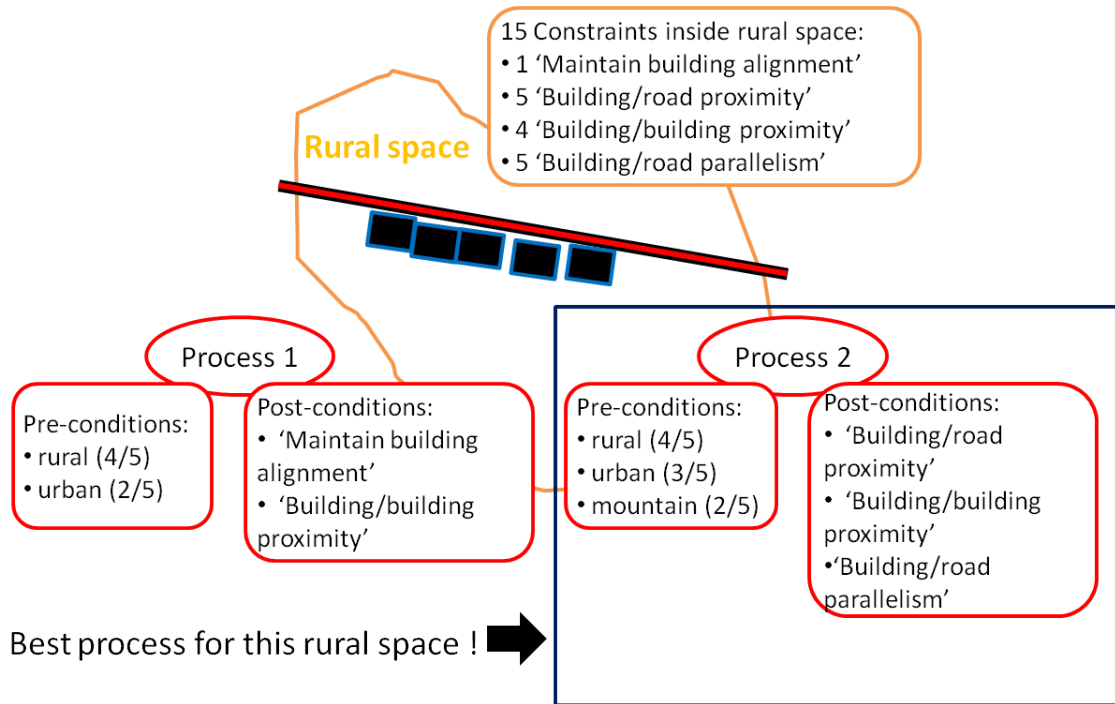 15 Constraints inside rural space:
• 1 ‘Maintain building alignment’
• 5 ‘Building/road proximity’
• 4 ‘Building/building proximity’
• 5 ‘Building/road parallelism’
Rural space
Process 1
Pre-conditions:
• rural (4/5)
• urban (2/5)
Post-conditions:
• ‘Maintain building
alignment’
• ‘Building/building
proximity’
Process 2
Pre-conditions:
• rural (4/5)
• urban (3/5)
• mountain (2/5)
Post-conditions:
• ‘Building/road
proximity’
• ‘Building/building
proximity’
•‘Building/road
parallelism’
Best process for this rural space !